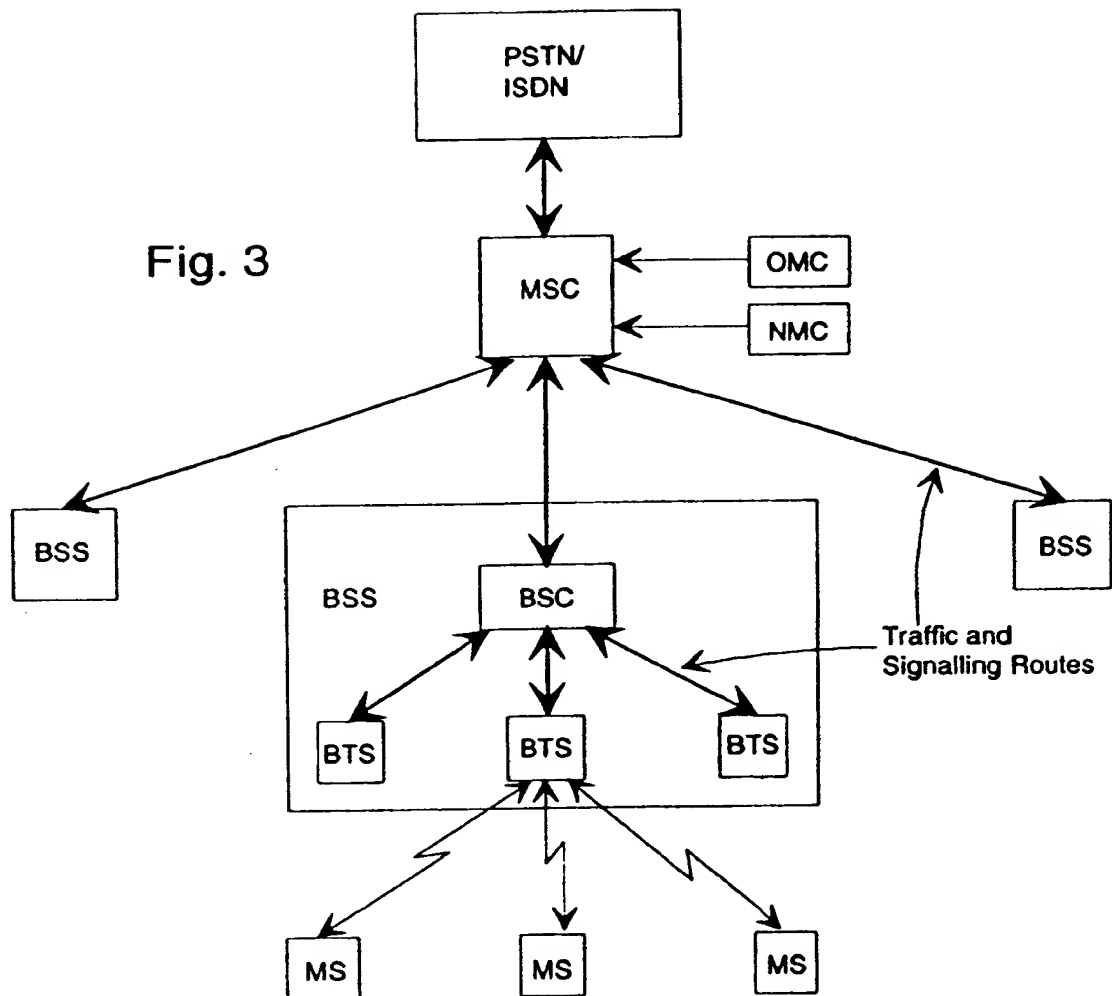 PSTN/
ISDN
Fig. 3
MSC
OMC
NMC
BSS
BSS
BSC
BSS
Traffic and
Signalling Routes
BTS
BTS
BTS
MS
MS
MS